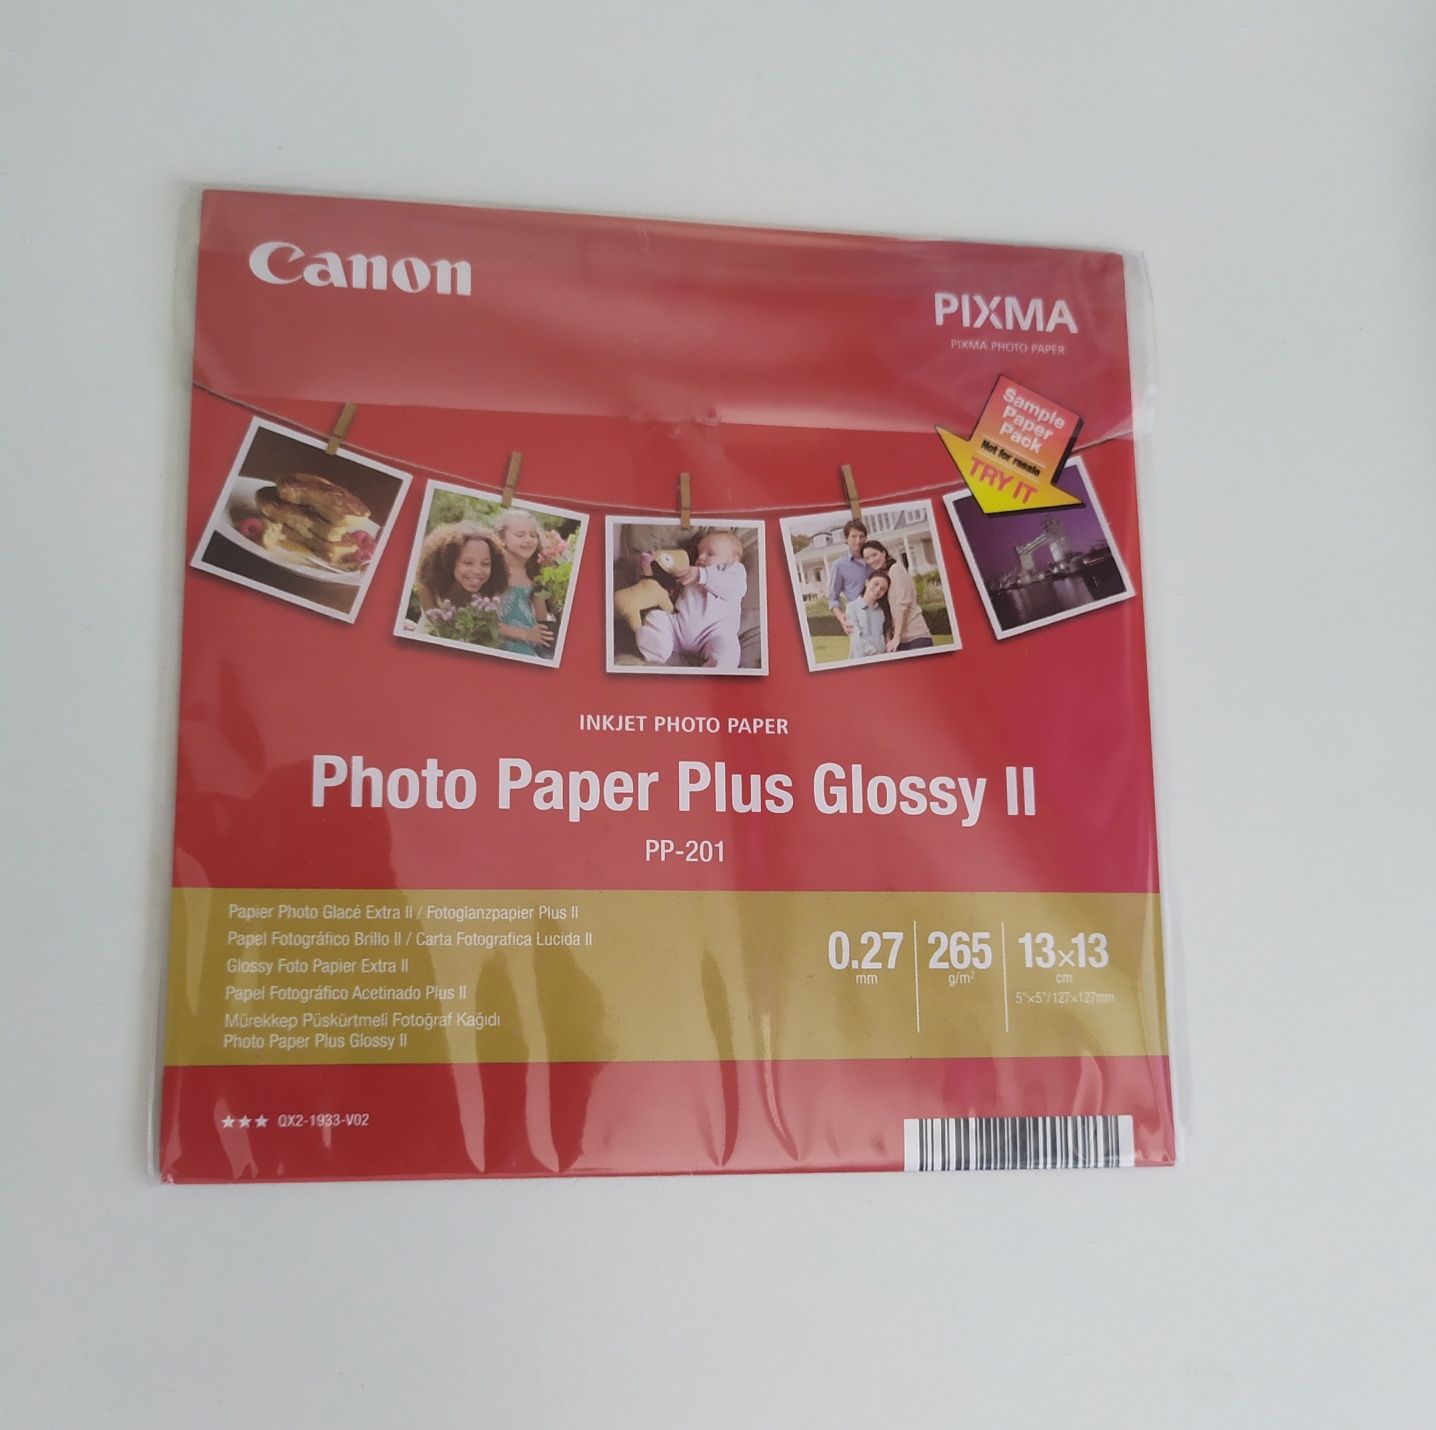 Canon
PIXMA
PIXMA PHOTO PAPER
Sample
Paper
Pack
Not for resale
TRY IT
INKJET PHOTO PAPER
Photo Paper Plus Glossy II
PP-201
Papier Photo Glacé Extra II / Fotoglanzpapier Plus II
Papel Fotográfico Brillo II / Carta Fotografica Lucida II
Glossy Foto Papier Extra II
Papel Fotográfico Acetinado Plus II
Mürekkep Püskürtmeli Fotoğraf Kağıdı
Photo Paper Plus Glossy II
0.27
mm
265
g/m²
13x13
cm
5"×5"/127×127mm
★★★ QX2-1933-V02